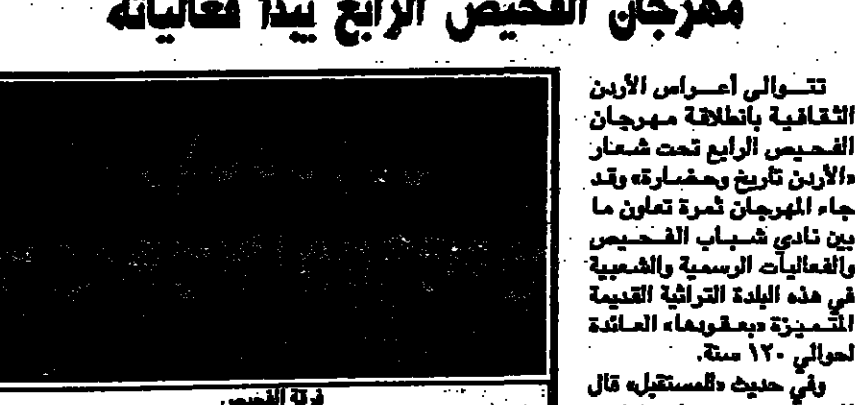 مهرجان الفحيص الرابع يبدأ فعالياته
تتوالى أعراس الأردن
الثقافية بانطلاقة مهرجان
الفحيص الرابع تحت شعار
«الأردن تأريخ وحضارة» وقد
جاء المهرجان ثمرة تعاون ما
بين نادي شباب الفحيص
والفعاليات الرسمية والشعبية
في هذه البلدة التراثية القديمة
المتميزة «بعقودها» العائدة
لحوالي ١٢٠ سنة.
وفي حديث «للمستقبل» قال
فرقة الفحيص